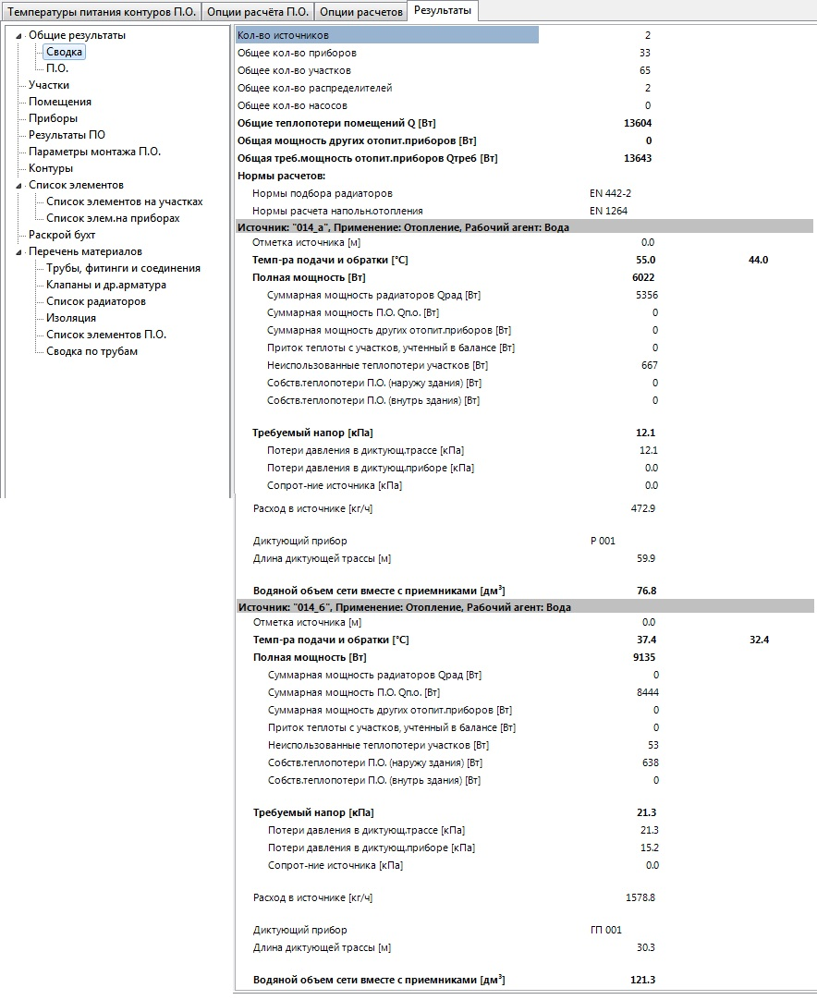 Температуры питания контуров П.О. Опции расчёта П.О. Опции расчетов Результаты
Общие результаты
Сводка
П.О.
Участки
Помещения
Приборы
Результаты ПО
Параметры монтажа П.О.
Контуры
Список элементов
Список элементов на участках
Список элем.на приборах
Раскрой бухт
Перечень материалов
Трубы, фитинги и соединения
Клапаны и др.арматура
Список радиаторов
Изоляция
Список элементов П.О.
Сводка по трубам
Кол-во источников 2
Общее кол-во приборов 33
Общее кол-во участков 65
Общее кол-во распределителей 2
Общее кол-во насосов 0
Общие теплопотери помещений Q [Вт] 13604
Общая мощность других отопит.приборов [Вт] 0
Общая треб.мощность отопит.приборов Qтреб [Вт] 13643
Нормы расчетов:
Нормы подбора радиаторов EN 442-2
Нормы расчета напольн.отопления EN 1264
Источник: "014_а", Применение: Отопление, Рабочий агент: Вода
Отметка источника [м] 0.0
Темп-ра подачи и обратки [°C] 55.0 44.0
Полная мощность [Вт] 6022
Суммарная мощность радиаторов Qрад [Вт] 5356
Суммарная мощность П.О. Qп.о. [Вт] 0
Суммарная мощность других отопит.приборов [Вт] 0
Приток теплоты с участков, учтенный в балансе [Вт] 0
Неиспользованные теплопотери участков [Вт] 667
Собств.теплопотери П.О. (наружу здания) [Вт] 0
Собств.теплопотери П.О. (внутрь здания) [Вт] 0
Требуемый напор [кПа] 12.1
Потери давления в диктующ.трассе [кПа] 12.1
Потери давления в диктующ.приборе [кПа] 0.0
Сопрот-ние источника [кПа] 0.0
Расход в источнике [кг/ч] 472.9
Диктующий прибор Р 001
Длина диктующей трассы [м] 59.9
Водяной объем сети вместе с приемниками [дм³] 76.8
Источник: "014_б", Применение: Отопление, Рабочий агент: Вода
Отметка источника [м] 0.0
Темп-ра подачи и обратки [°C] 37.4 32.4
Полная мощность [Вт] 9135
Суммарная мощность радиаторов Qрад [Вт] 0
Суммарная мощность П.О. Qп.о. [Вт] 8444
Суммарная мощность других отопит.приборов [Вт] 0
Приток теплоты с участков, учтенный в балансе [Вт] 0
Неиспользованные теплопотери участков [Вт] 53
Собств.теплопотери П.О. (наружу здания) [Вт] 638
Собств.теплопотери П.О. (внутрь здания) [Вт] 0
Требуемый напор [кПа] 21.3
Потери давления в диктующ.трассе [кПа] 21.3
Потери давления в диктующ.приборе [кПа] 15.2
Сопрот-ние источника [кПа] 0.0
Расход в источнике [кг/ч] 1578.8
Диктующий прибор ГП 001
Длина диктующей трассы [м] 30.3
Водяной объем сети вместе с приемниками [дм³] 121.3